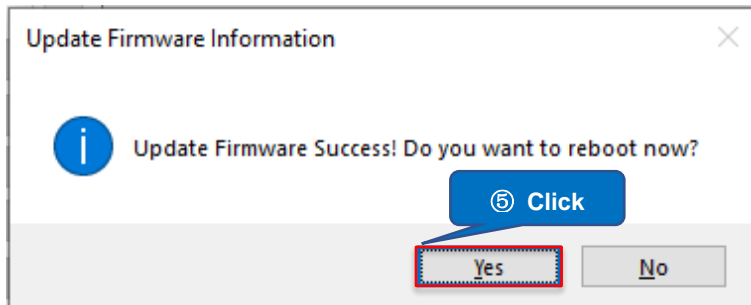 Update Firmware Information
Update Firmware Success! Do you want to reboot now?
⑤ Click
Yes
No